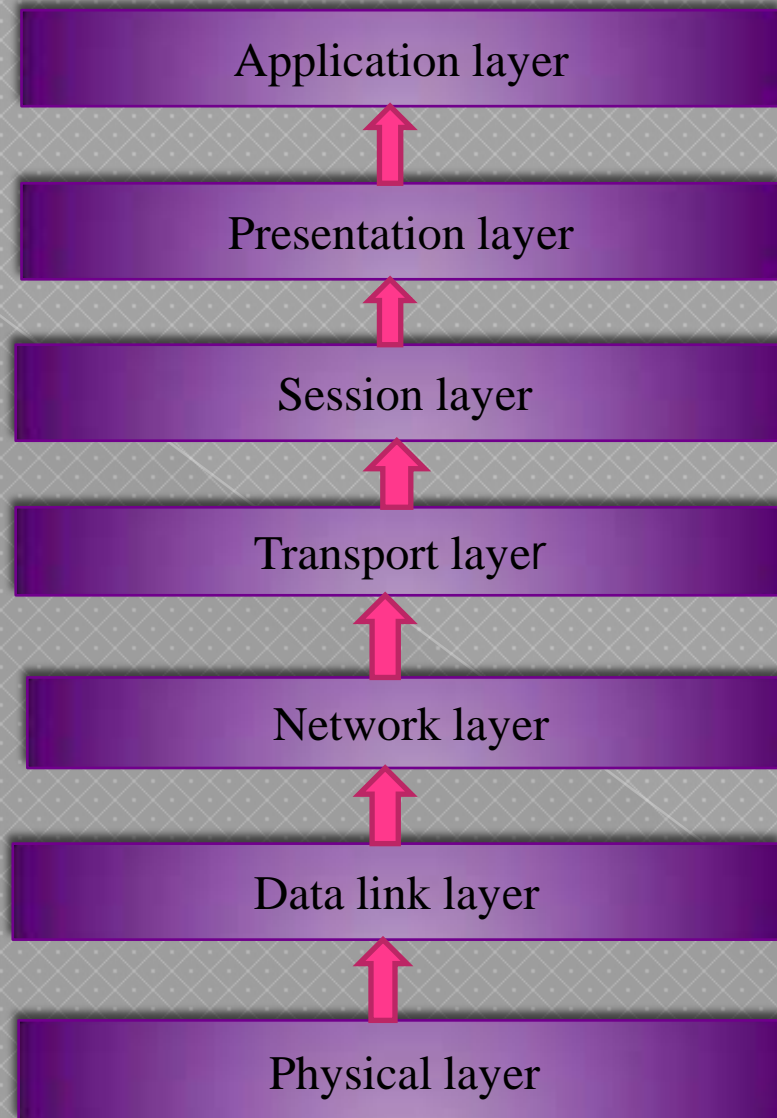 Application layer
Presentation layer
Session layer
Transport layer
Network layer
Data link layer
Physical layer